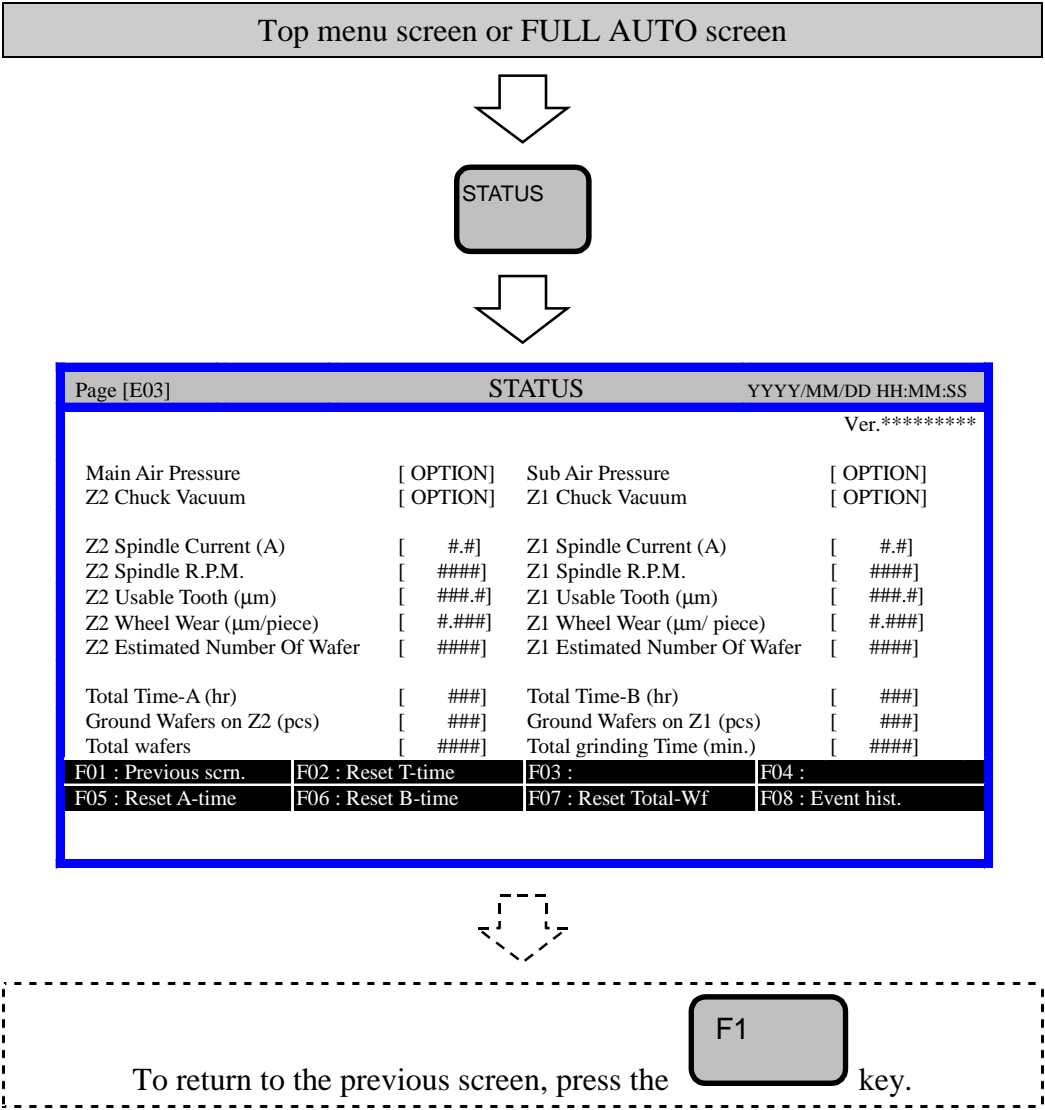 Top menu screen or FULL AUTO screen
STATUS
Page [E03] STATUS YYYY/MM/DD HH:MM:SS
Ver.*********
Main Air Pressure [ OPTION] Sub Air Pressure [ OPTION]
Z2 Chuck Vacuum [ OPTION] Z1 Chuck Vacuum [ OPTION]
Z2 Spindle Current (A) [ #.#] Z1 Spindle Current (A) [ #.#]
Z2 Spindle R.P.M. [ ####] Z1 Spindle R.P.M. [ ####]
Z2 Usable Tooth (μm) [ ###.#] Z1 Usable Tooth (μm) [ ###.#]
Z2 Wheel Wear (μm/piece) [ #.###] Z1 Wheel Wear (μm/ piece) [ #.###]
Z2 Estimated Number Of Wafer [ ####] Z1 Estimated Number Of Wafer [ ####]
Total Time-A (hr) [ ###] Total Time-B (hr) [ ###]
Ground Wafers on Z2 (pcs) [ ###] Ground Wafers on Z1 (pcs) [ ###]
Total wafers [ ####] Total grinding Time (min.) [ ####]
F01 : Previous scrn. F02 : Reset T-time F03 : F04 :
F05 : Reset A-time F06 : Reset B-time F07 : Reset Total-Wf F08 : Event hist.
F1
To return to the previous screen, press the key.